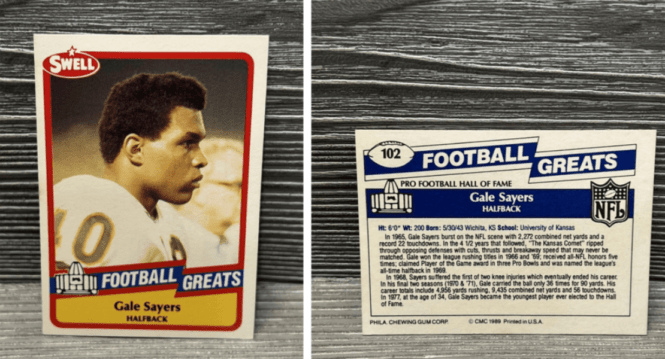 SWELL
0
FOOTBALL GREATS
Gale Sayers
HALFBACK
102
FOOTBALL GREATS
PRO FOOTBALL HALL OF FAME
Gale Sayers
HALFBACK
NFL
Ht: 6'0" Wt: 200 Born: 5/30/43 Wichita, KS School: University of Kansas
In 1965, Gale Sayers burst on the NFL scene with 2,272 combined net yards and a
record 22 touchdowns. In the 4 1/2 years that followed, "The Kansas Comet" ripped
through opposing defenses with cuts, thrusts and breakaway speed that may never be
matched. Gale won the league rushing titles in 1966 and '69; received all-NFL honors five
times; claimed Player of the Game award in three Pro Bowls and was named the league's
all-time halfback in 1969.
In 1968, Sayers suffered the first of two knee injuries which eventually ended his career.
In his final two seasons (1970 & '71), Gale carried the ball only 36 times for 90 yards. His
career totals include 4,956 yards rushing, 9,435 combined net yards and 56 touchdowns.
In 1977, at the age of 34, Gale Sayers became the youngest player ever elected to the Hall
of Fame.
PHILA. CHEWING GUM CORP. © CMC 1989 Printed in U.S.A.